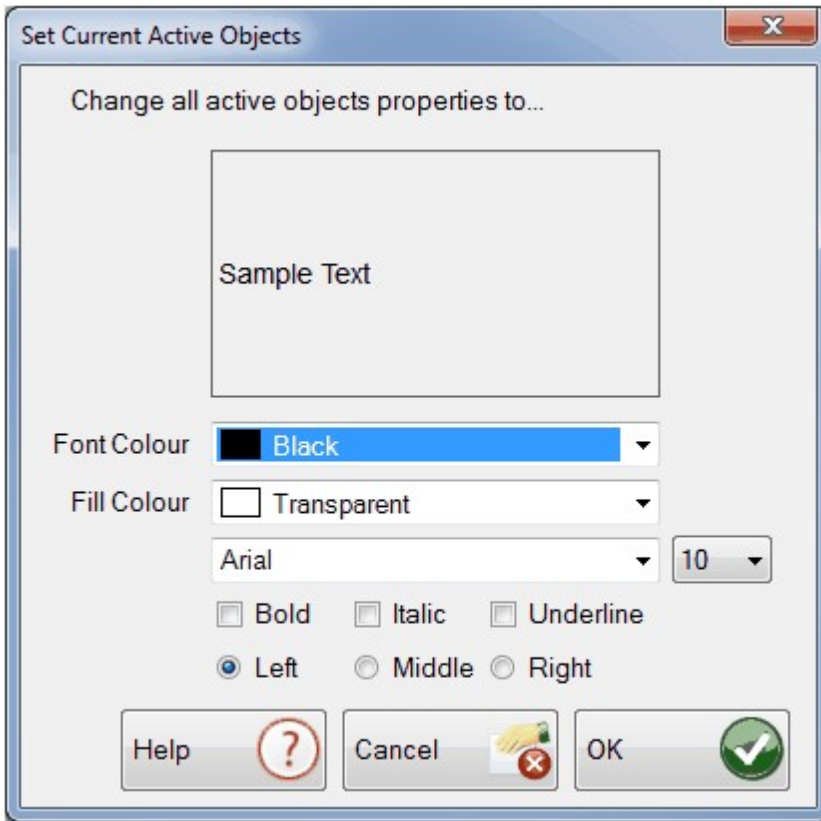 Set Current Active Objects
Change all active objects properties to...
Sample Text
Font Colour Black
Fill Colour Transparent
Arial 10
Bold Italic Underline
Left Middle Right
Help ? Cancel OK